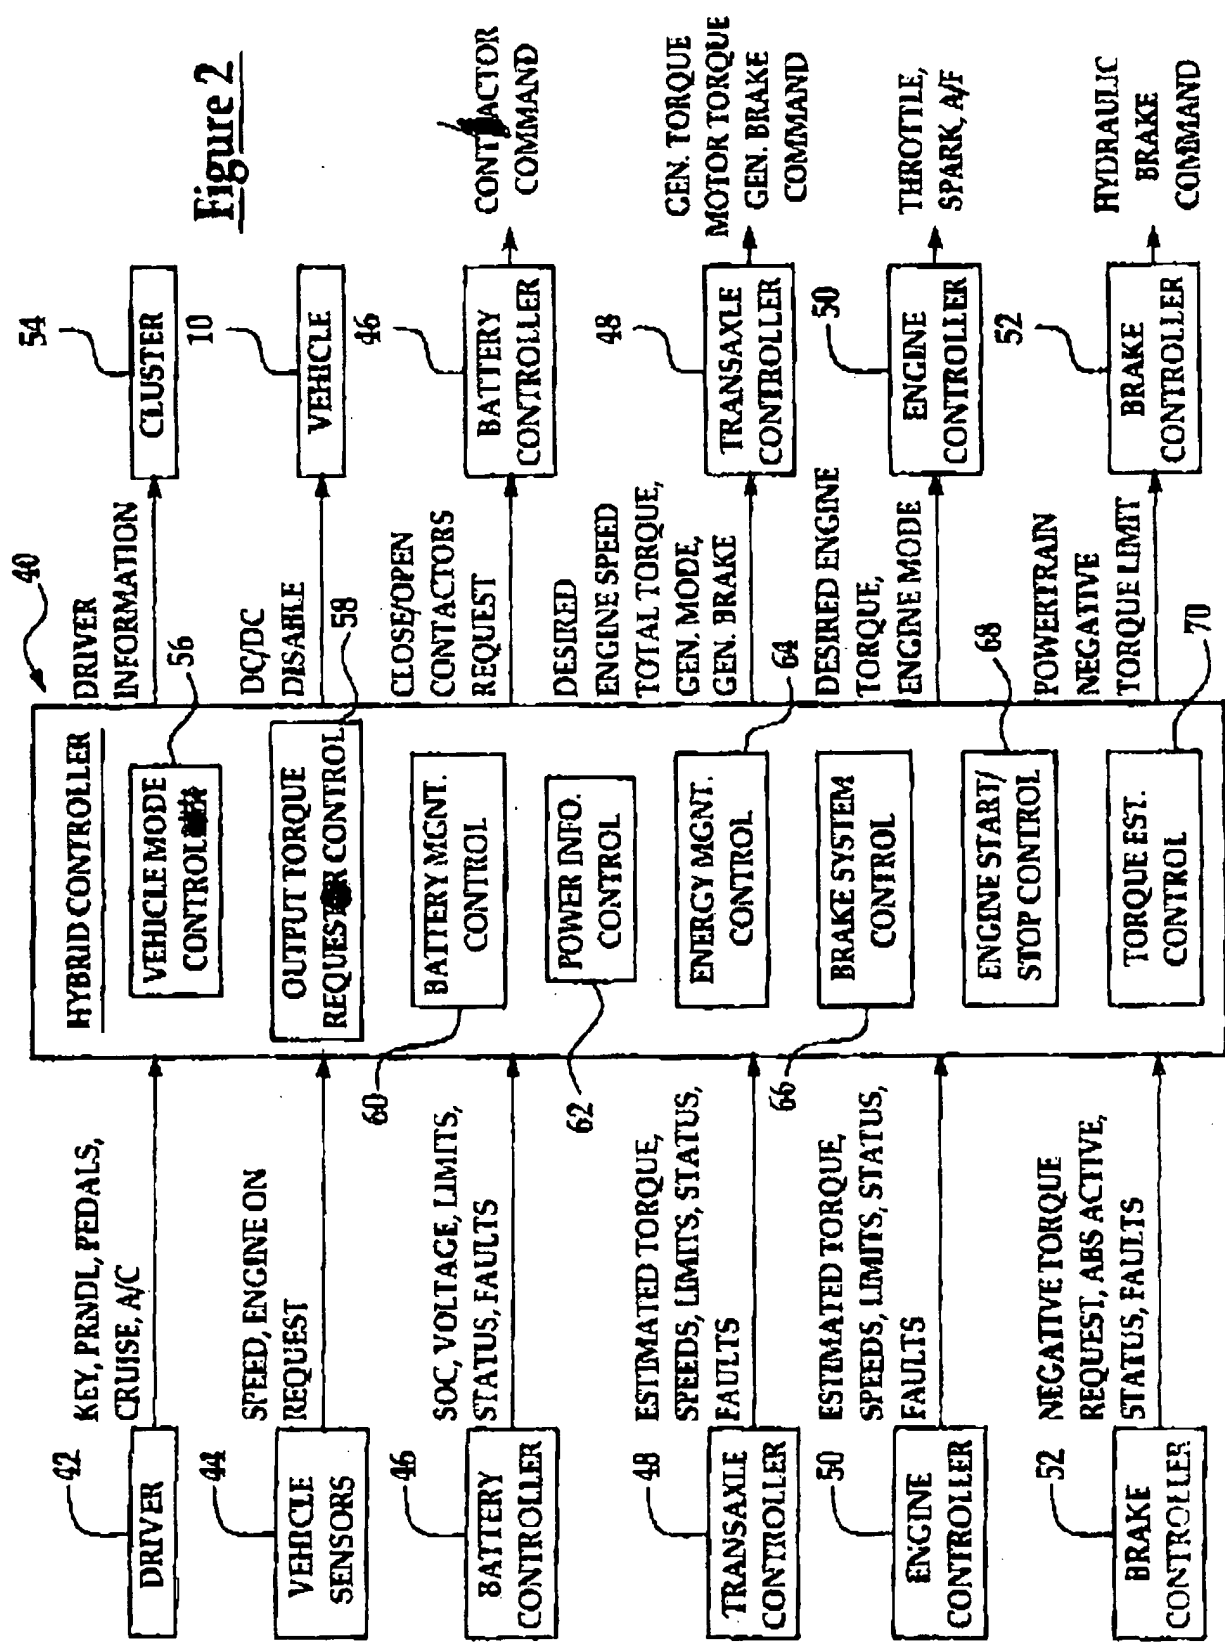 Figure 2
40
42
DRIVER
KEY, PRNDL, PEDALS,
CRUISE, A/C
44
VEHICLE
SENSORS
SPEED, ENGINE ON
REQUEST
46
BATTERY
CONTROLLER
SOC, VOLTAGE, LIMITS,
STATUS, FAULTS
48
TRANSAXLE
CONTROLLER
ESTIMATED TORQUE,
SPEEDS, LIMITS, STATUS,
FAULTS
50
ENGINE
CONTROLLER
ESTIMATED TORQUE,
SPEEDS, LIMITS, STATUS,
FAULTS
52
BRAKE
CONTROLLER
NEGATIVE TORQUE
REQUEST, ABS ACTIVE,
STATUS, FAULTS
HYBRID CONTROLLER
VEHICLE MODE
CONTROL
56
OUTPUT TORQUE
REQUESTOR CONTROL
58
BATTERY MGNT.
CONTROL
60
POWER INFO.
CONTROL
62
ENERGY MGNT.
CONTROL
64
BRAKE SYSTEM
CONTROL
66
ENGINE START/
STOP CONTROL
68
TORQUE EST.
CONTROL
70
DRIVER
INFORMATION
54
CLUSTER
DC/DC
DISABLE
10
VEHICLE
CLOSE/OPEN
CONTACTORS
REQUEST
46
BATTERY
CONTROLLER
CONTACTOR
COMMAND
DESIRED
ENGINE SPEED
TOTAL TORQUE,
GEN. MODE,
GEN. BRAKE
48
TRANSAXLE
CONTROLLER
GEN. TORQUE
MOTOR TORQUE
GEN. BRAKE
COMMAND
DESIRED ENGINE
TORQUE,
ENGINE MODE
50
ENGINE
CONTROLLER
THROTTLE,
SPARK, A/F
POWERTRAIN
NEGATIVE
TORQUE LIMIT
52
BRAKE
CONTROLLER
HYDRAULIC
BRAKE
COMMAND